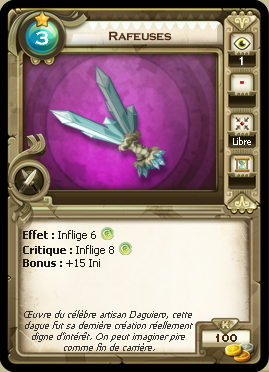 Rafeuses
3
1
Libre
Effet : Inflige 6
Critique : Inflige 8
Bonus : +15 Ini
Œuvre du célèbre artisan Daguiero, cette
dague fut sa dernière création réellement
digne d'intérêt. On peut imaginer pire
comme fin de carrière.
K
100